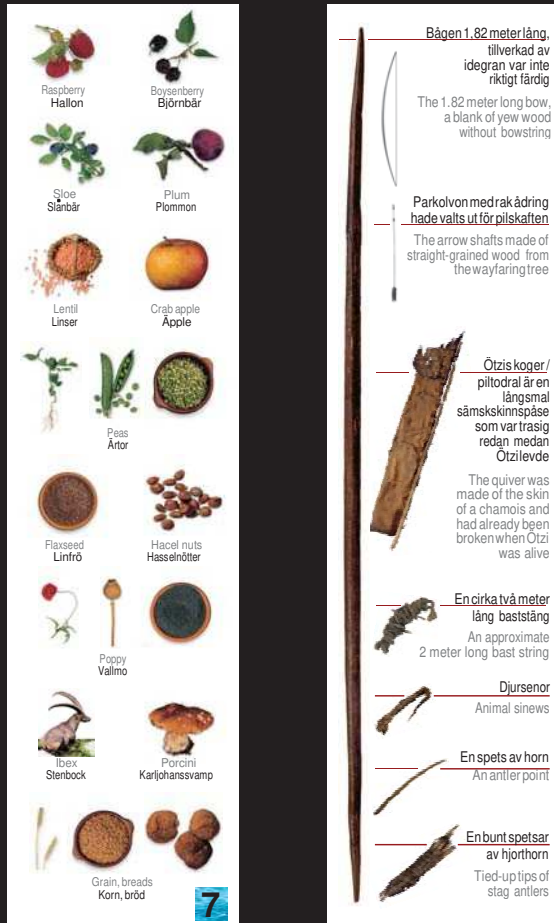 Raspberry
Hallon
Boysenberry
Björnbär
Sloe
Slånbär
Plum
Plommon
Lentil
Linser
Crab apple
Äpple
Peas
Ärtor
Flaxseed
Linfrö
Hacel nuts
Hasselnötter
Poppy
Vallmo
Ibex
Stenbock
Porcini
Karljohanssvamp
Grain, breads
Korn, bröd
7
Bågen 1,82 meter lång,
tillverkad av
idegran var inte
riktigt färdig
The 1.82 meter long bow,
a blank of yew wood
without bowstring
Parkolvon med rak ådring
hade valts ut för pilskaften
The arrow shafts made of
straight-grained wood from
the wayfaring tree
Ötzis koger /
piltodral är en
långsmal
sämskskinnspåse
som var trasig
redan medan
Ötzi levde
The quiver was
made of the skin
of a chamois and
had already been
broken when Ötzi
was alive
En cirka två meter
lång baststäng
An approximate
2 meter long bast string
Djursenor
Animal sinews
En spets av horn
An antler point
En bunt spetsar
av hjorthorn
Tied-up tips of
stag antlers